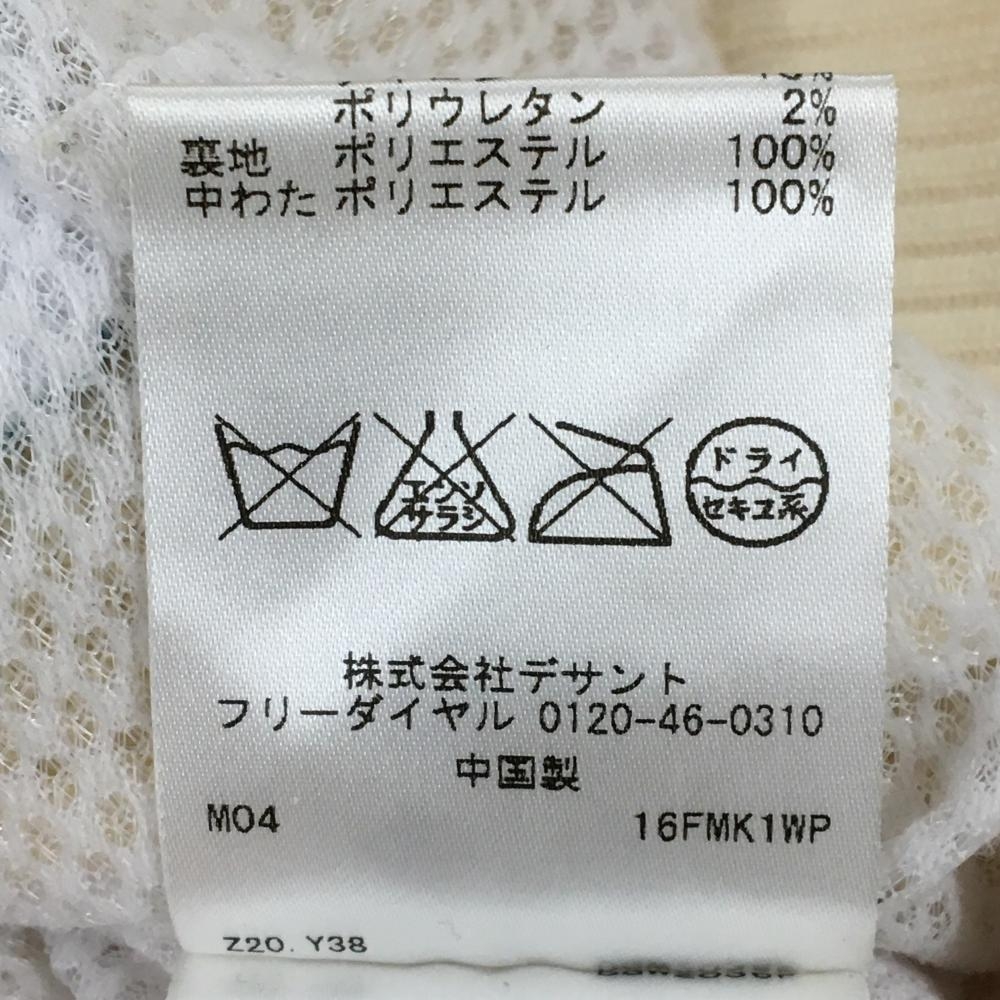 ポリウレタン 2%
裏地 ポリエステル 100%
中わた ポリエステル 100%
エンソ
サラシ
ドライ
セキユ系
株式会社デサント
フリーダイヤル 0120-46-0310
中国製
M04 16FMK1WP
Z20. Y38